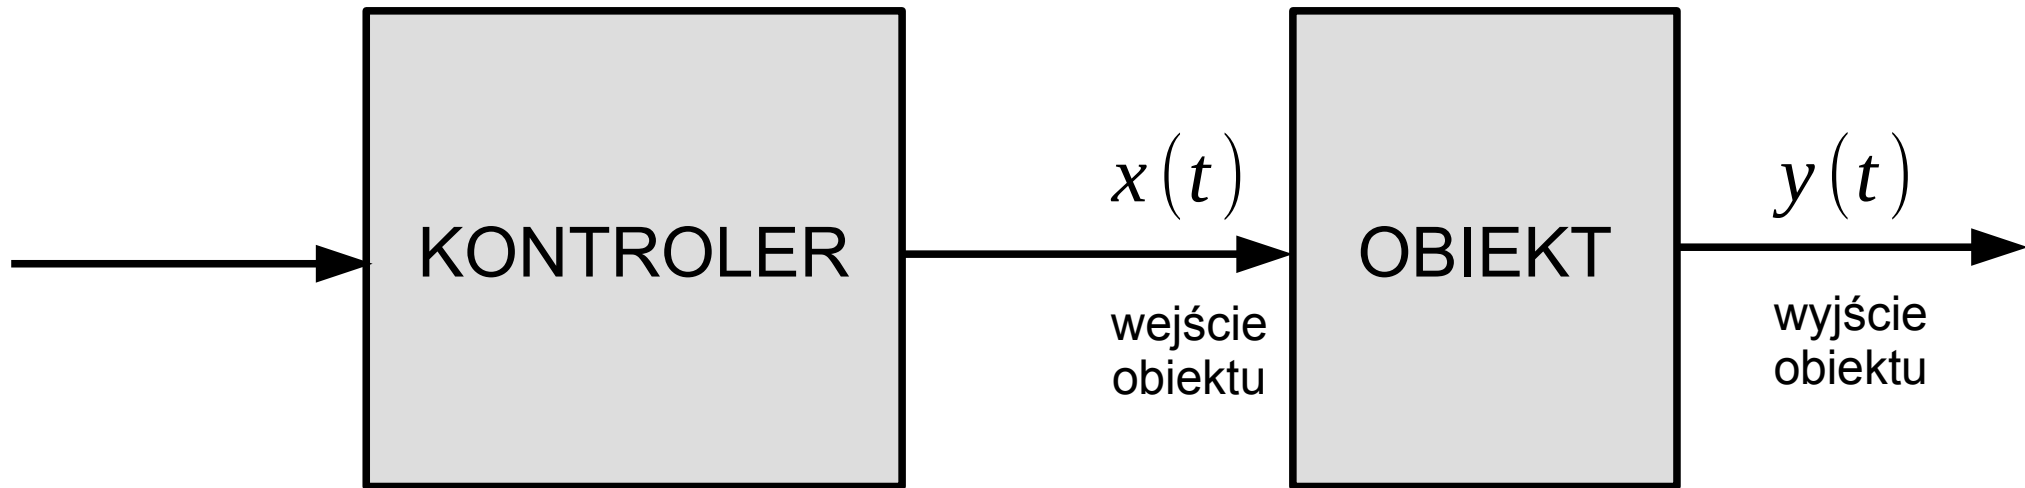 KONTROLER
x(t)
wejście
obiektu
OBIEKT
y(t)
wyjście
obiektu